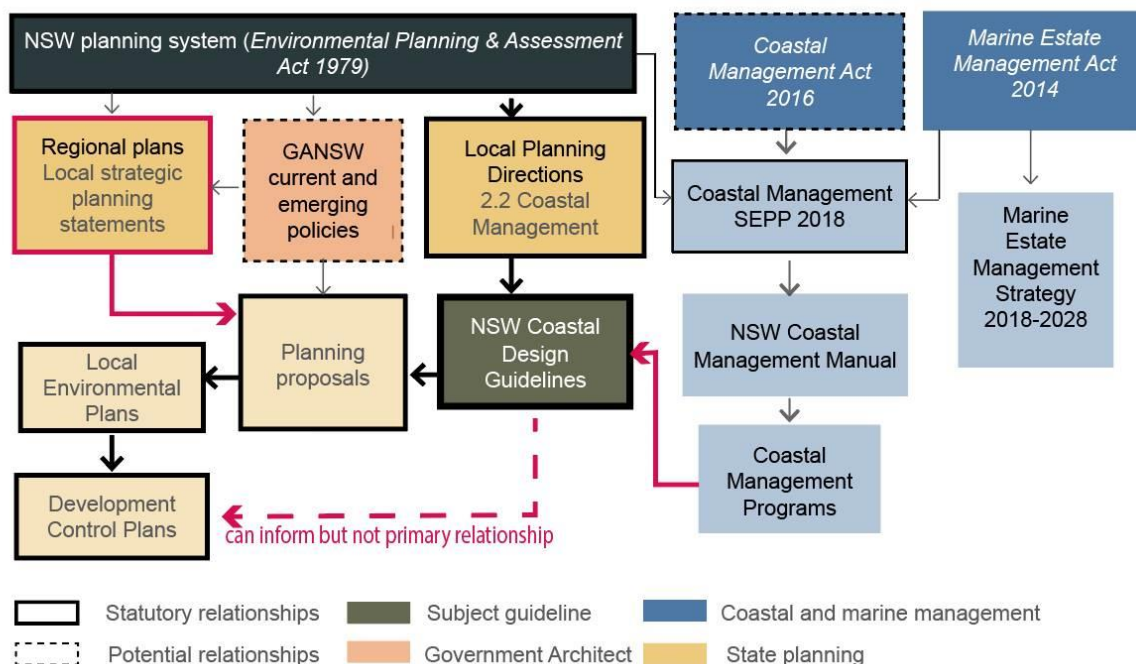 NSW planning system (Environmental Planning & Assessment
Act 1979)
Coastal
Management Act
2016
Marine Estate
Management Act
2014
Regional plans
Local strategic
planning
statements
GANSW
current and
emerging
policies
Local Planning
Directions
2.2 Coastal
Management
Coastal Management
SEPP 2018
Marine
Estate
Management
Strategy
2018-2028
Local
Environmental
Plans
Planning
proposals
NSW Coastal
Design
Guidelines
NSW Coastal
Management Manual
Development
Control Plans
can inform but not primary relationship
Coastal
Management
Programs
Statutory relationships
Subject guideline
Coastal and marine management
Potential relationships
Government Architect
State planning